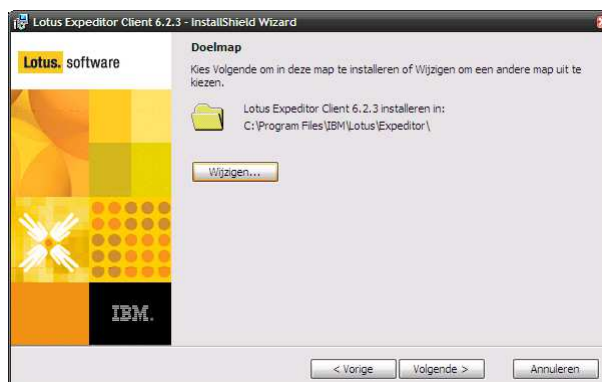 Lotus Expeditor Client 6.2.3 - InstallShield Wizard
Lotus. software
Doelmap
Kies Volgende om in deze map te installeren of Wijzigen om een andere map uit te
kiezen.
Lotus Expeditor Client 6.2.3 installeren in:
C:\Program Files\IBM\Lotus\Expeditor\
Wijzigen...
IBM.
< Vorige
Volgende >
Annuleren